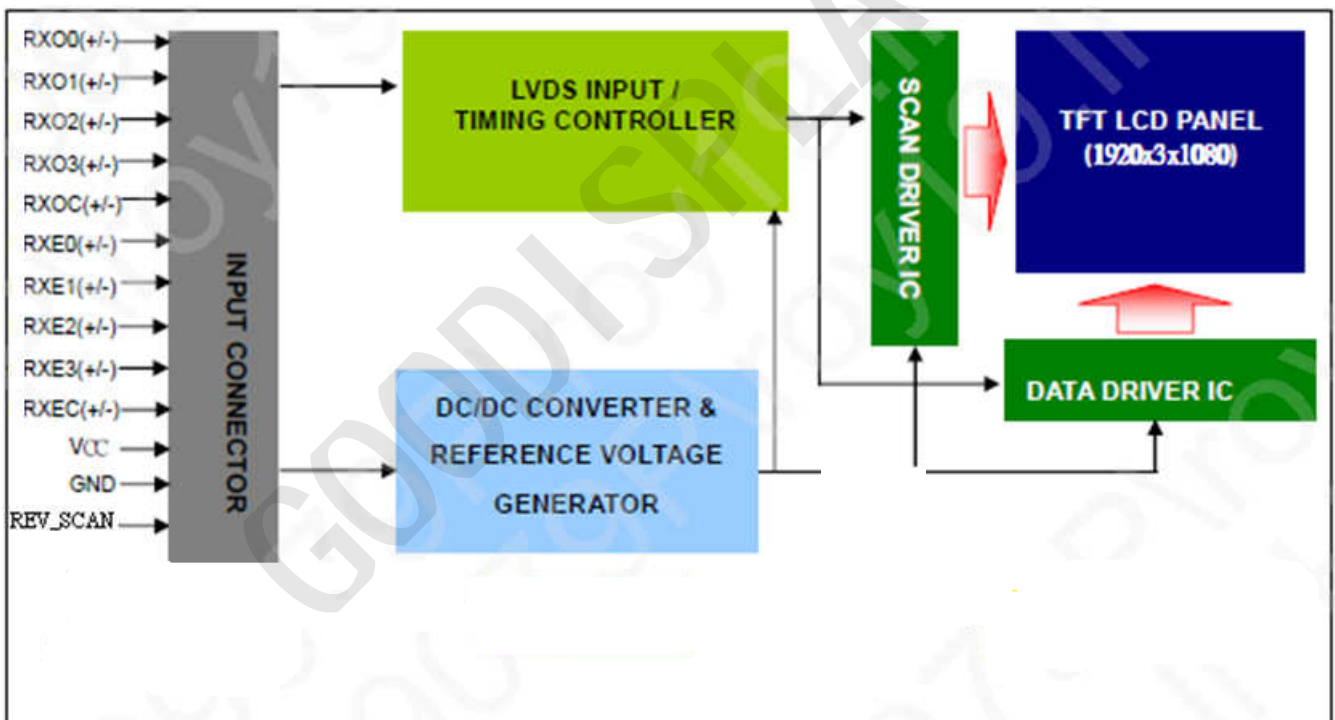 RXO0(+/-)
RXO1(+/-)
RXO2(+/-)
RXO3(+/-)
RXOC(+/-)
RXE0(+/-)
RXE1(+/-)
RXE2(+/-)
RXE3(+/-)
RXEC(+/-)
VCC
GND
REV_SCAN
INPUT CONNECTOR
LVDS INPUT /
TIMING CONTROLLER
DC/DC CONVERTER &
REFERENCE VOLTAGE
GENERATOR
SCAN DRIVER IC
TFT LCD PANEL
(1920x3x1080)
DATA DRIVER IC
GOODISPLA